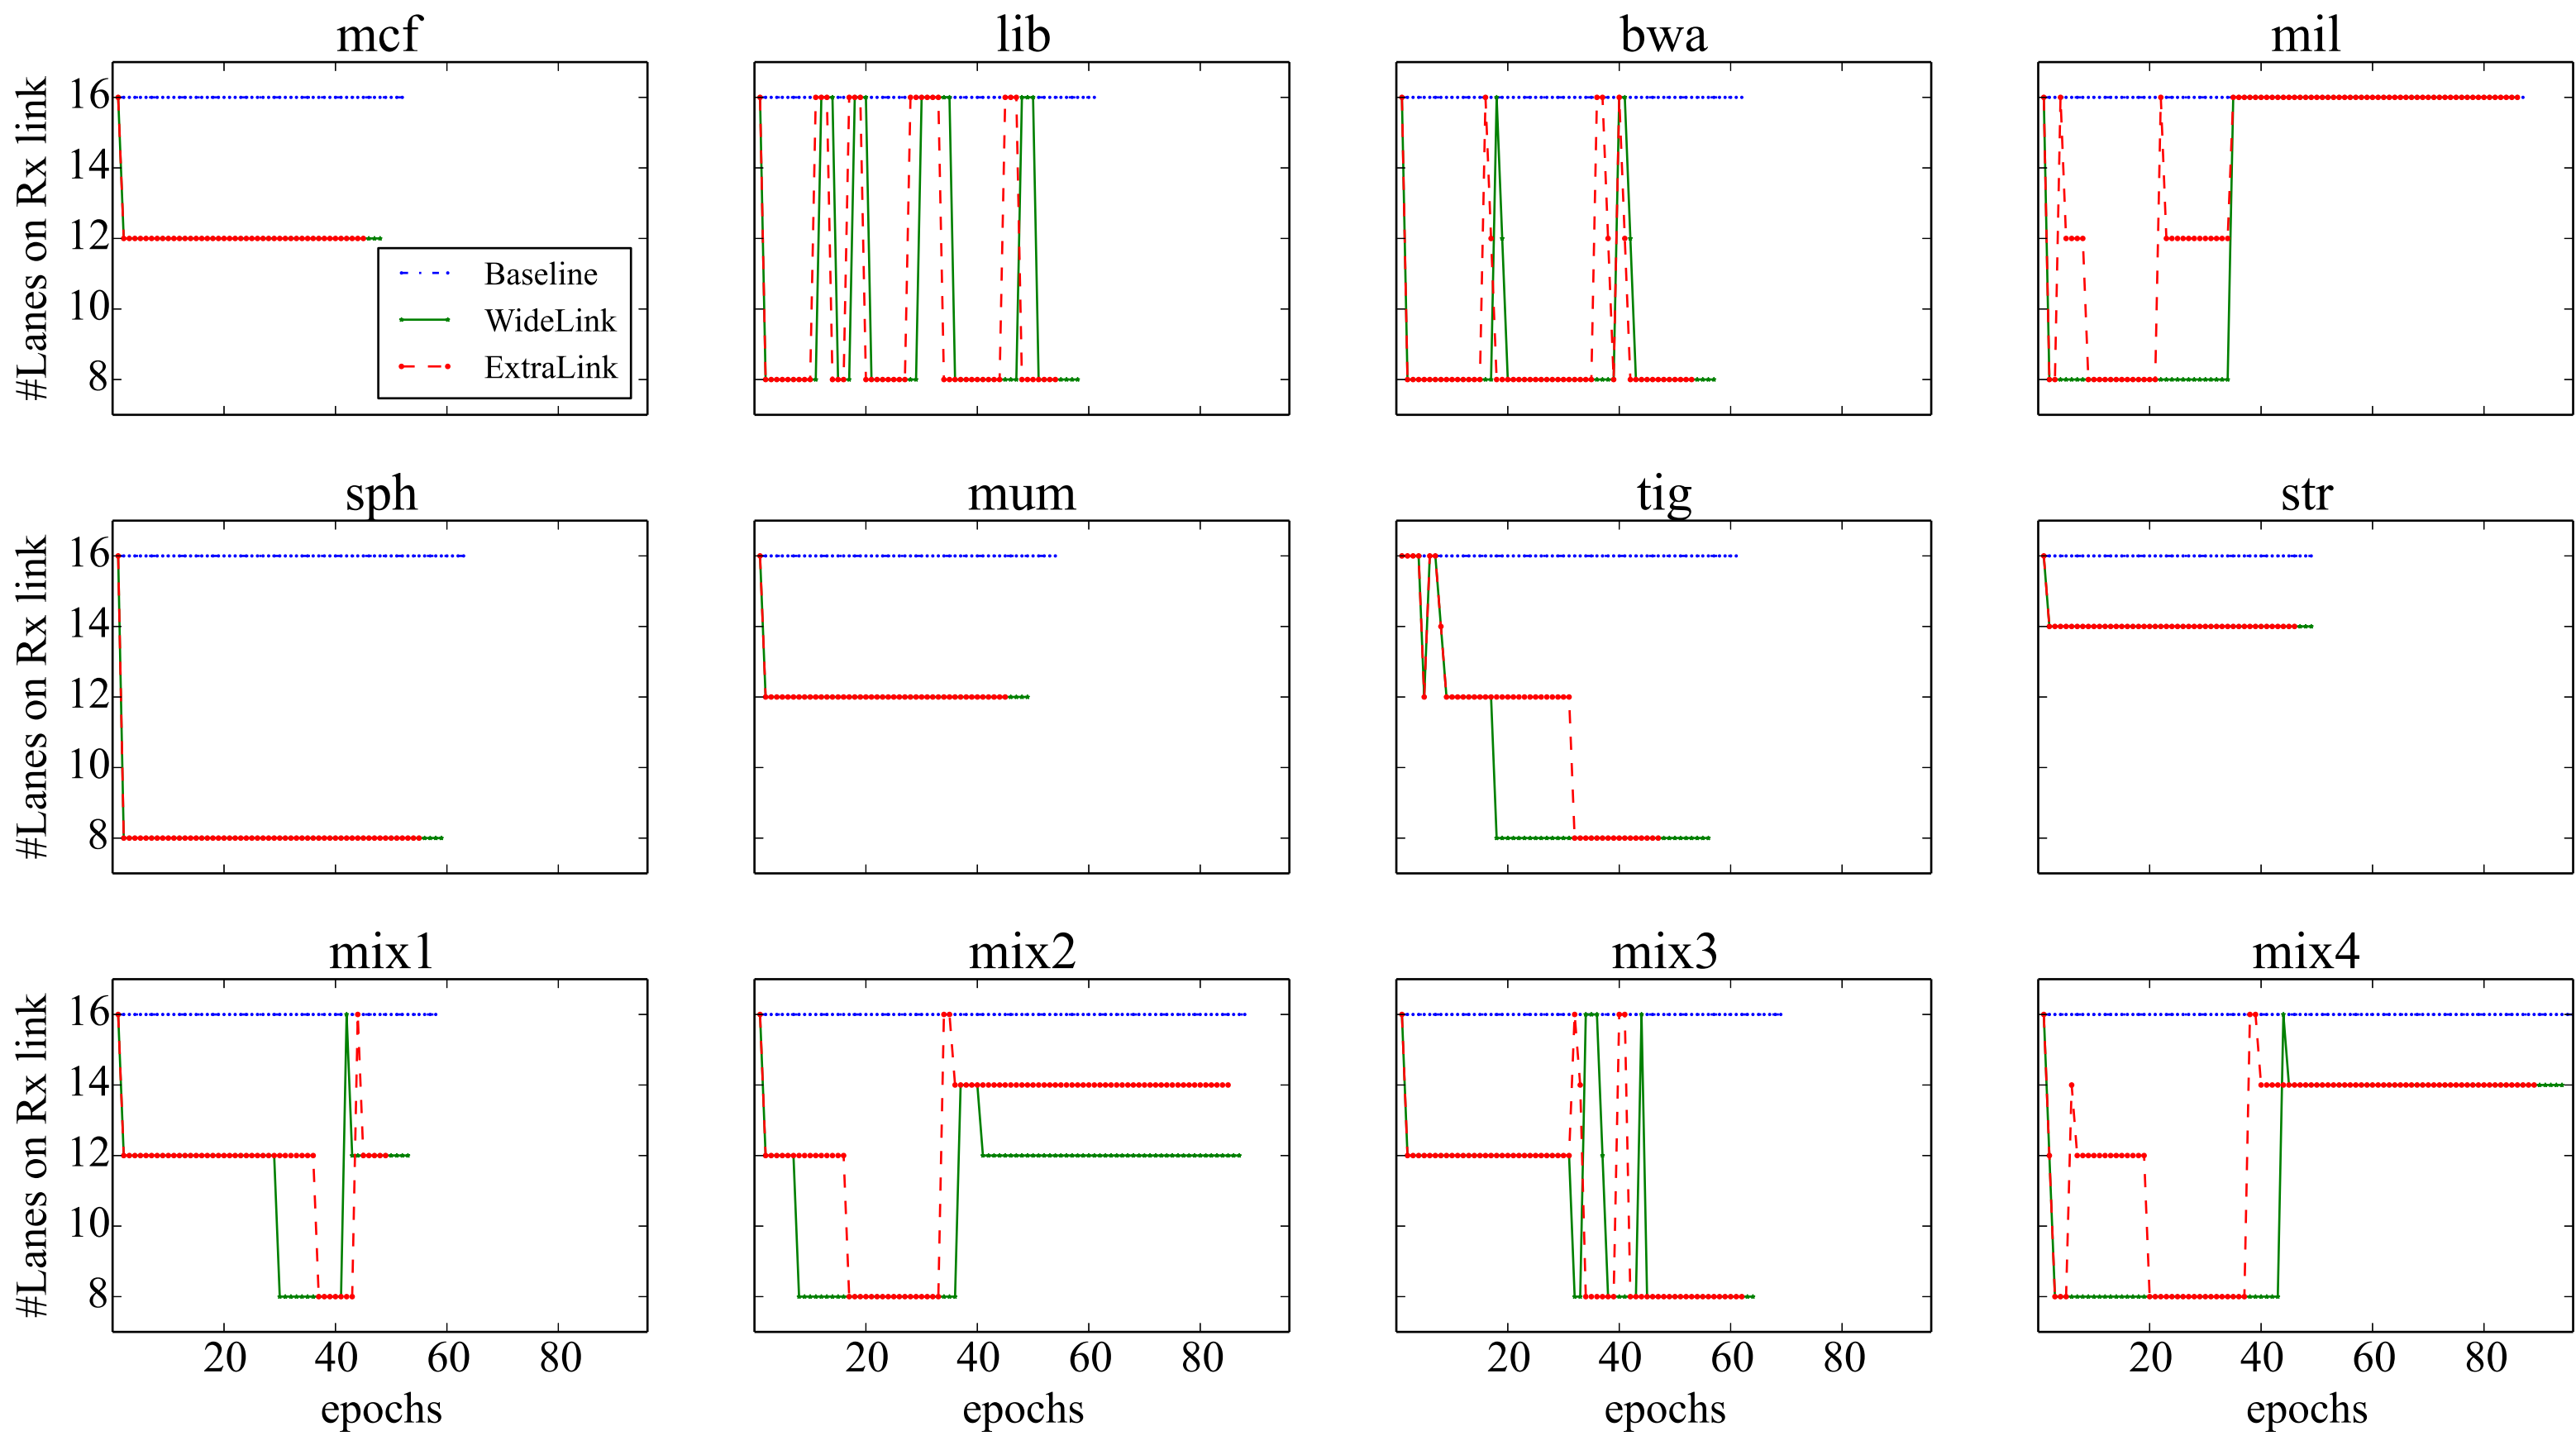 mcf lib bwa mil
#Lanes on Rx link
16
14
12
10
8
Baseline
WideLink
ExtraLink
sph mum tig str
#Lanes on Rx link
16
14
12
10
8
mix1 mix2 mix3 mix4
#Lanes on Rx link
16
14
12
10
8
20 40 60 80 20 40 60 80 20 40 60 80 20 40 60 80
epochs epochs epochs epochs